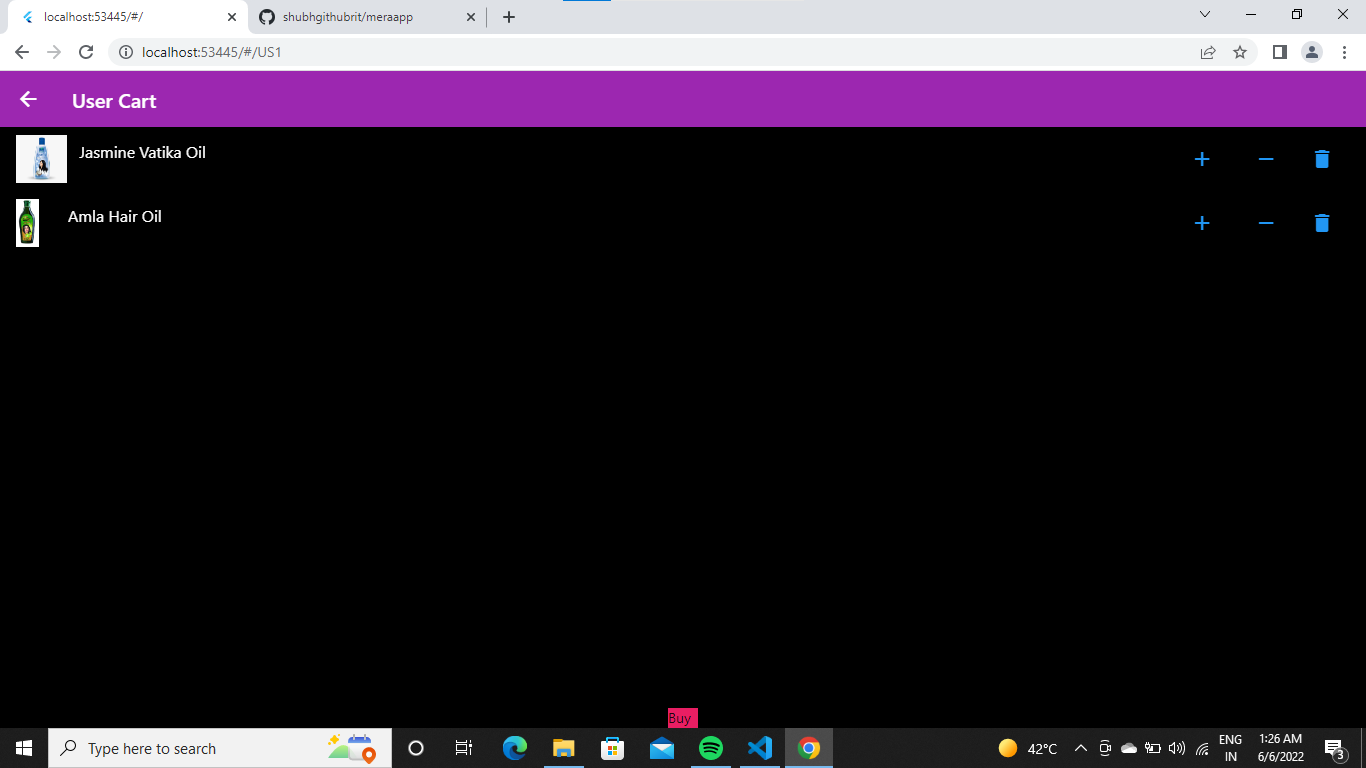 localhost:53445/#/
shubhgithubrit/meraapp
localhost:53445/#/US1
User Cart
Jasmine Vatika Oil
Amla Hair Oil
Buy
Type here to search
42°C
ENG
IN
1:26 AM
6/6/2022
3